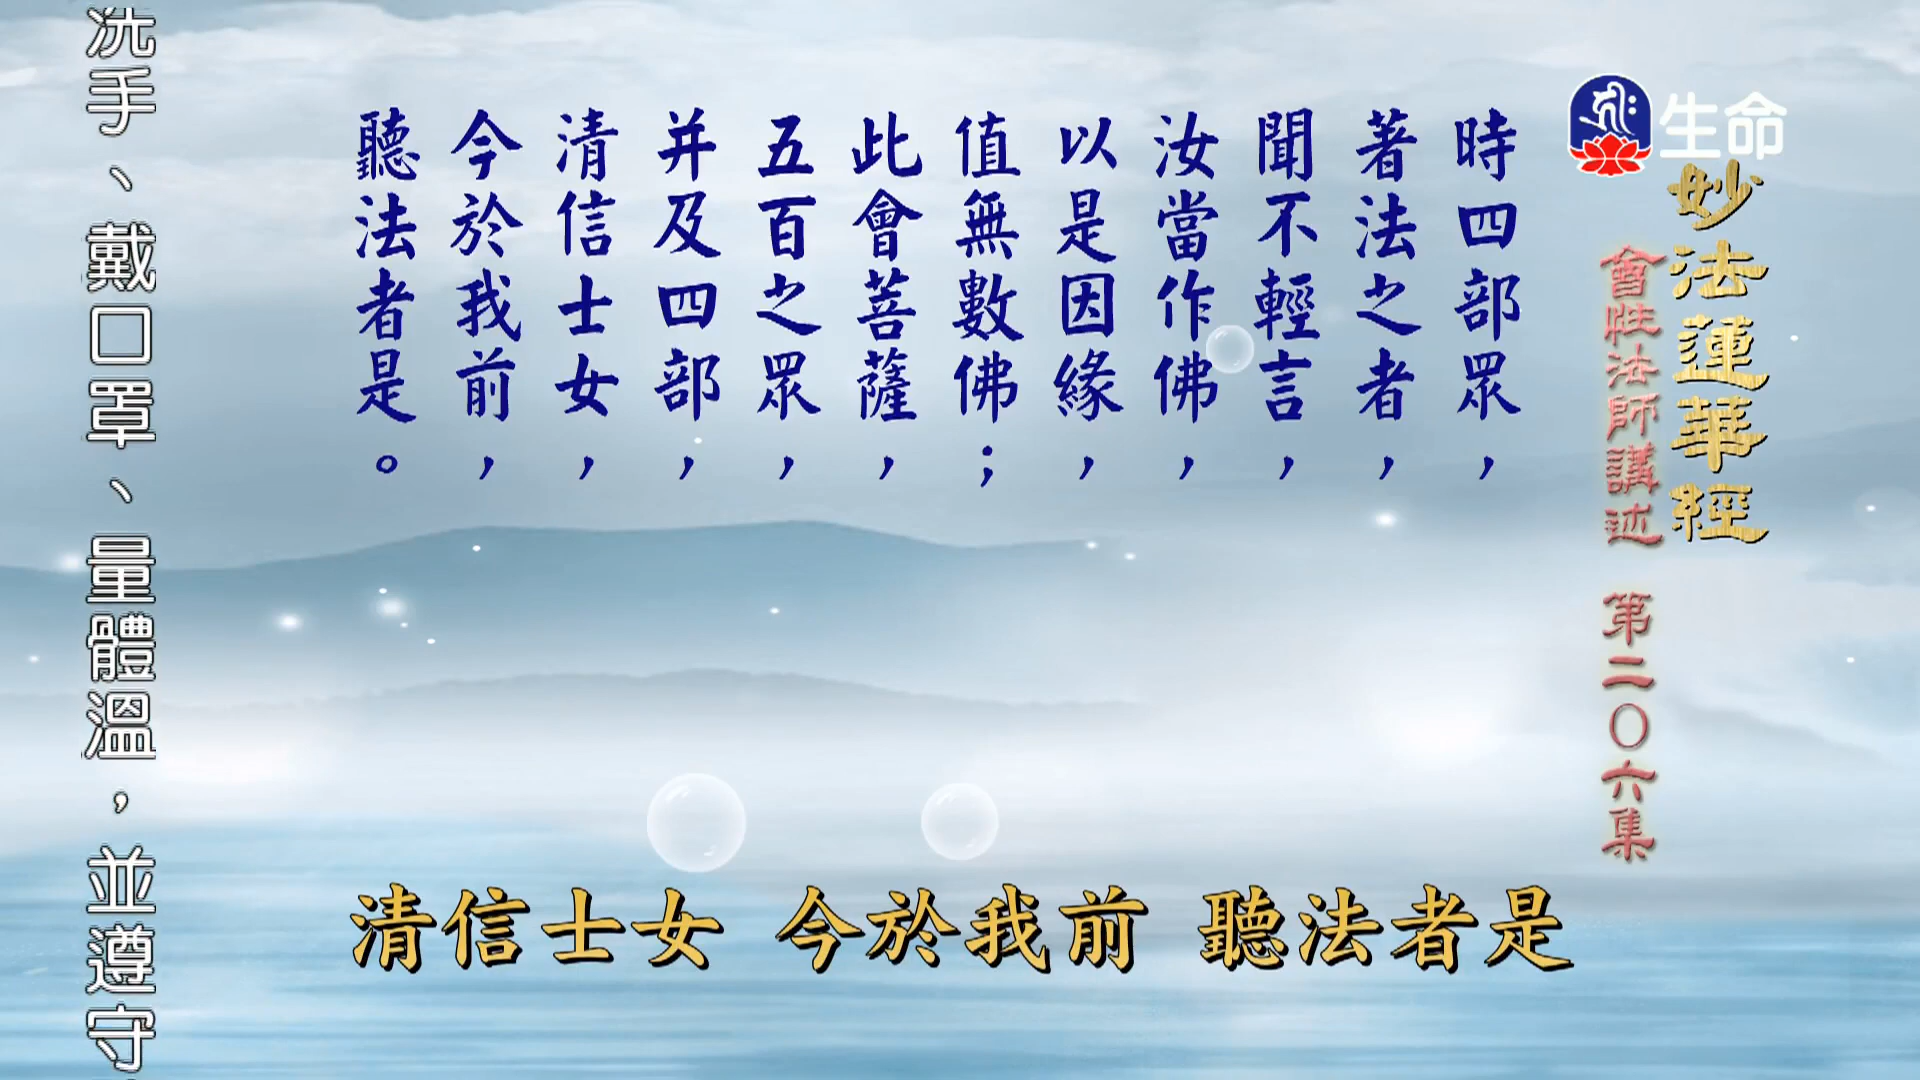 生命
妙法蓮華經
會性法師講述 第二〇六集
時四部眾，
著法之者，
聞不輕言，
汝當作佛，
以是因緣，
值無數佛；
此會菩薩，
五百之眾，
并及四部，
清信士女，
今於我前，
聽法者是。
洗手、戴口罩、量體溫，並遵守
清信士女 今於我前 聽法者是